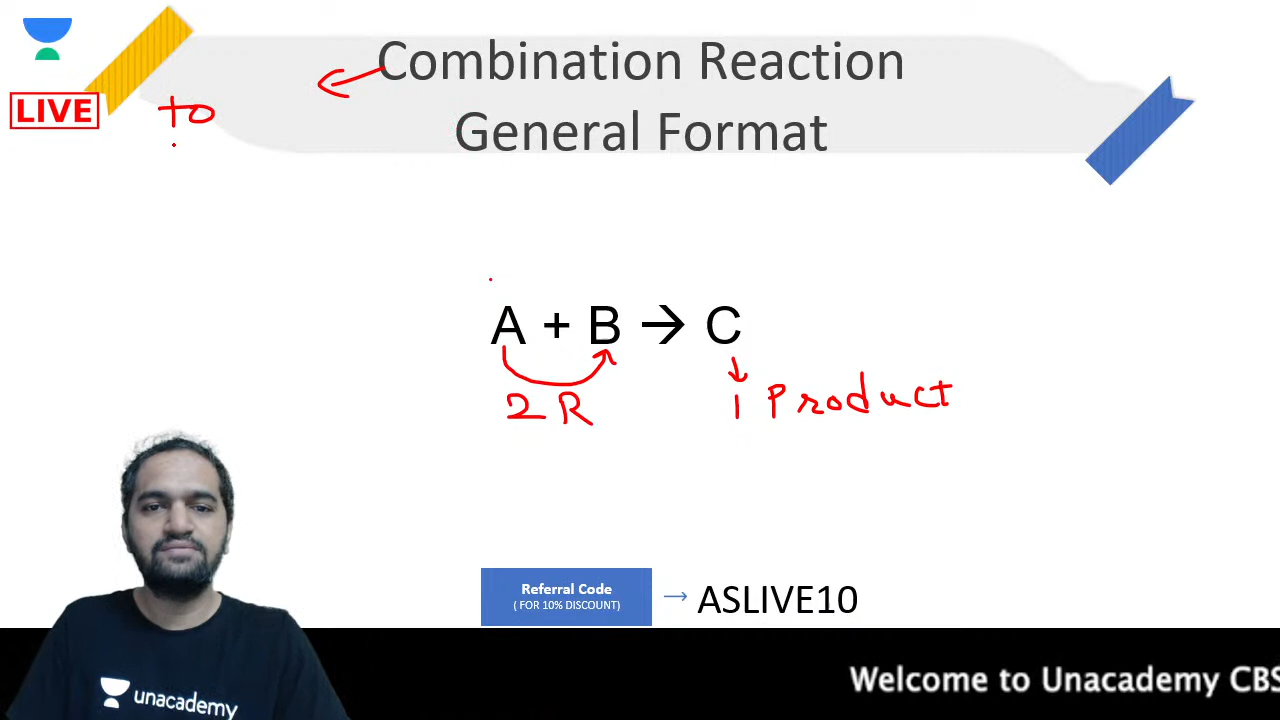 Combination Reaction
LIVE
to
General Format
A + B → C
2 R
1 Product
Referral Code
( FOR 10% DISCOUNT)
→ ASLIVE10
unacademy
Welcome to Unacademy CBS